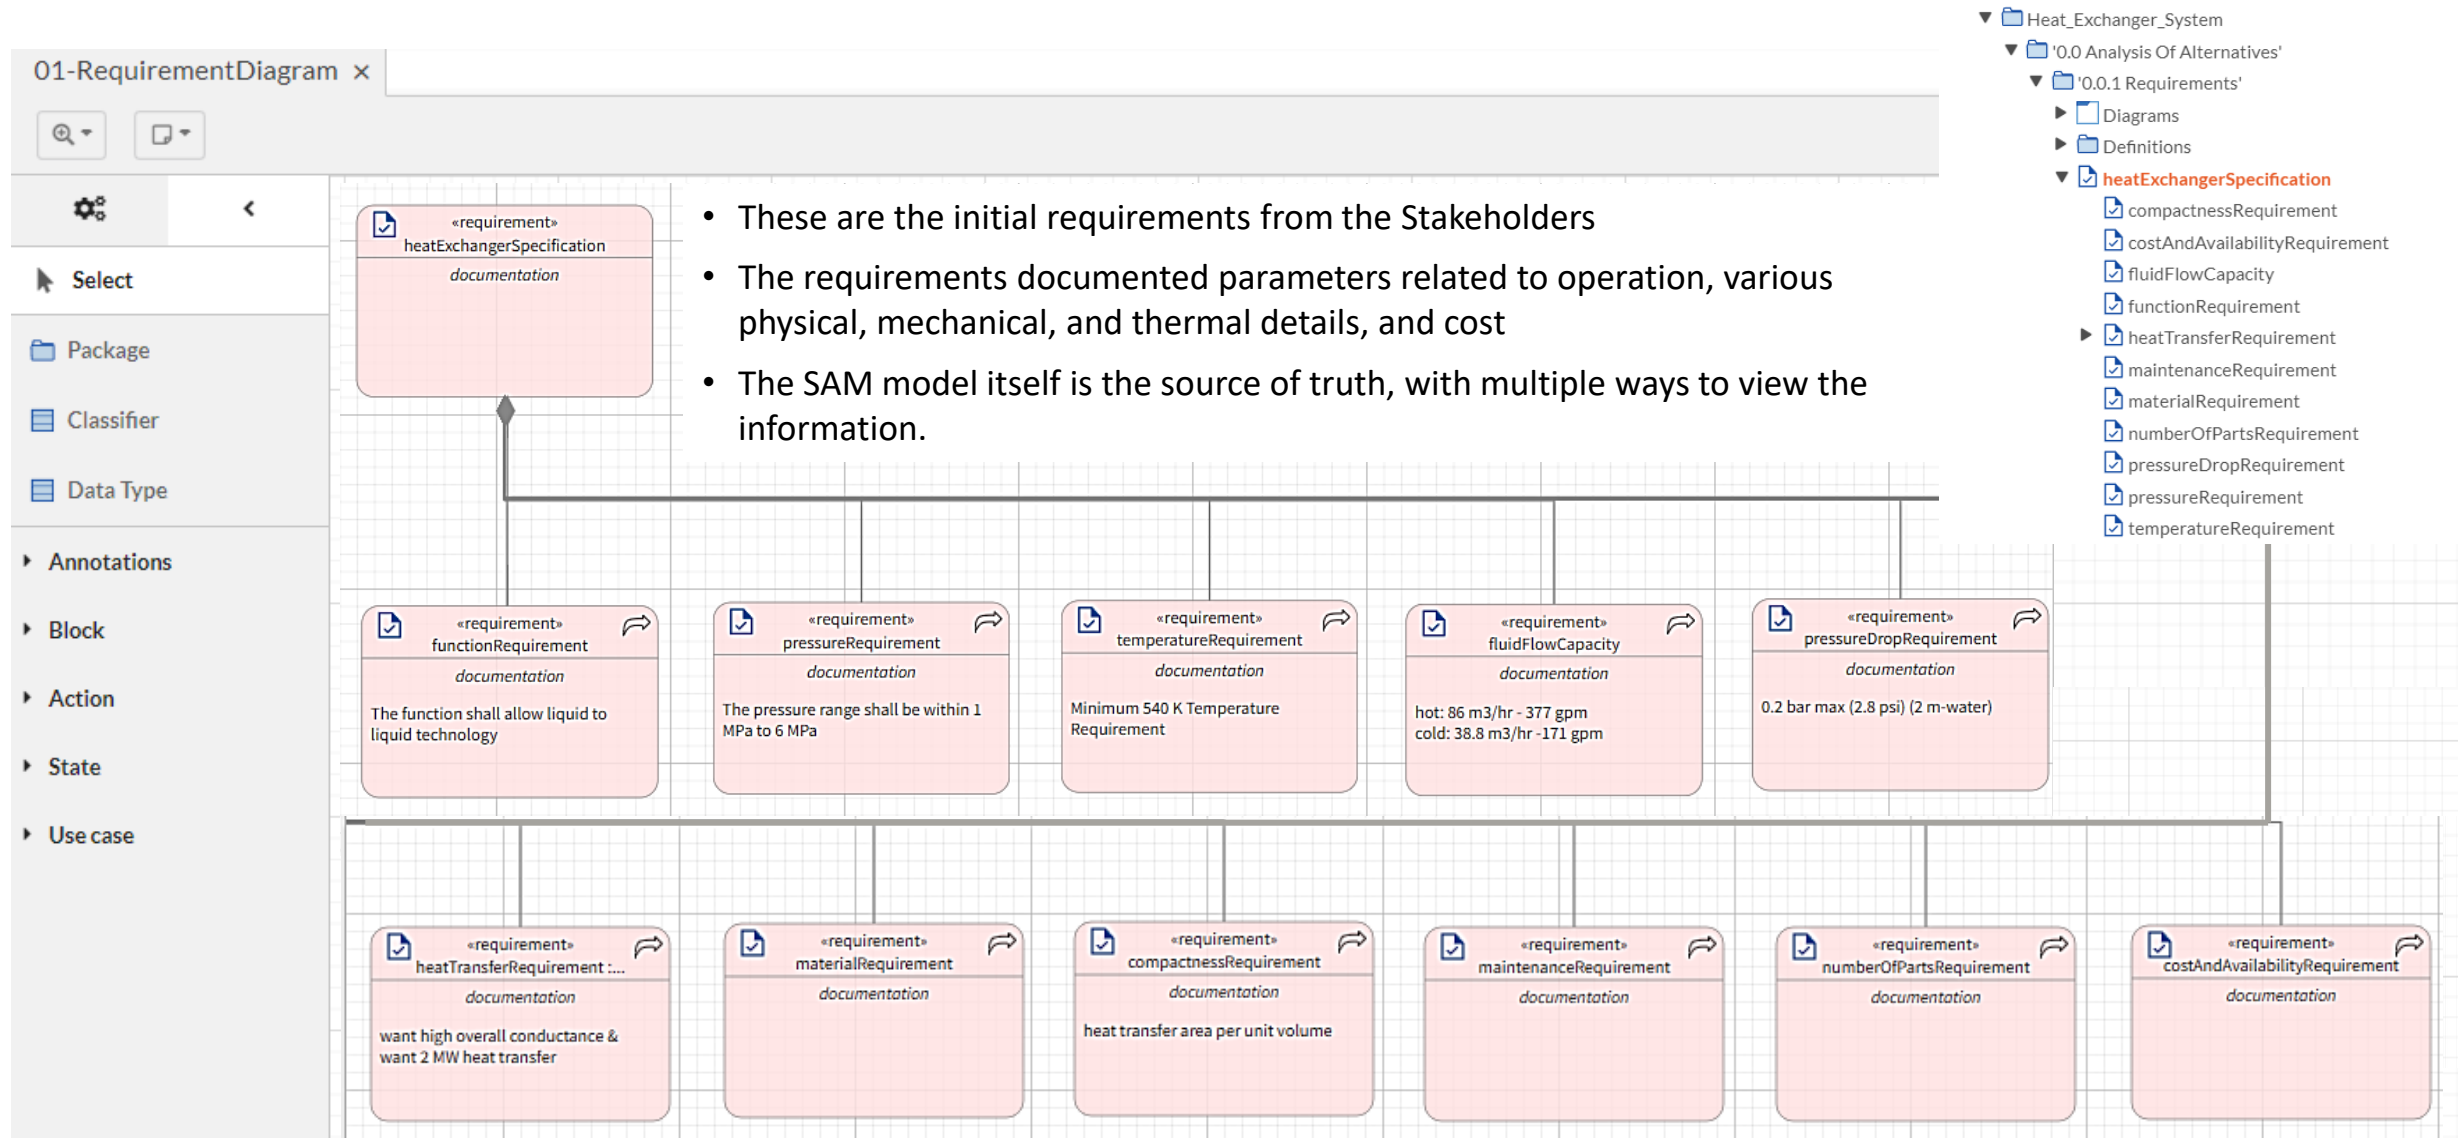 01-RequirementDiagram ×
Select
Package
Classifier
Data Type
Annotations
Block
Action
State
Use case
«requirement»
heatExchangerSpecification
documentation
• These are the initial requirements from the Stakeholders
• The requirements documented parameters related to operation, various
physical, mechanical, and thermal details, and cost
• The SAM model itself is the source of truth, with multiple ways to view the
information.
Heat_Exchanger_System
'0.0 Analysis Of Alternatives'
'0.0.1 Requirements'
Diagrams
Definitions
heatExchangerSpecification
compactnessRequirement
costAndAvailabilityRequirement
fluidFlowCapacity
functionRequirement
heatTransferRequirement
maintenanceRequirement
materialRequirement
numberOfPartsRequirement
pressureDropRequirement
pressureRequirement
temperatureRequirement
«requirement»
functionRequirement
documentation
The function shall allow liquid to
liquid technology
«requirement»
pressureRequirement
documentation
The pressure range shall be within 1
MPa to 6 MPa
«requirement»
temperatureRequirement
documentation
Minimum 540 K Temperature
Requirement
«requirement»
fluidFlowCapacity
documentation
hot: 86 m3/hr - 377 gpm
cold: 38.8 m3/hr -171 gpm
«requirement»
pressureDropRequirement
documentation
0.2 bar max (2.8 psi) (2 m-water)
«requirement»
heatTransferRequirement :...
documentation
want high overall conductance &
want 2 MW heat transfer
«requirement»
materialRequirement
documentation
«requirement»
compactnessRequirement
documentation
heat transfer area per unit volume
«requirement»
maintenanceRequirement
documentation
«requirement»
numberOfPartsRequirement
documentation
«requirement»
costAndAvailabilityRequirement
documentation